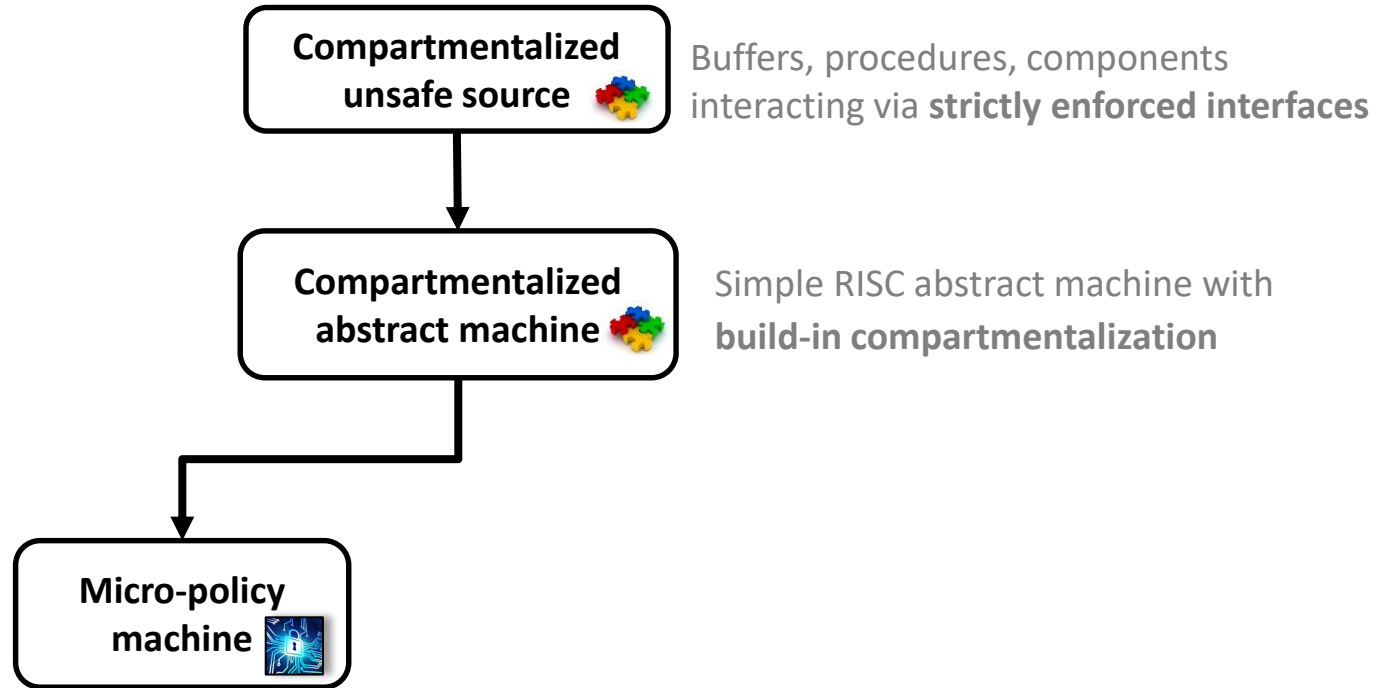 Compartmentalized
unsafe source
Buffers, procedures, components
interacting via strictly enforced interfaces
Compartmentalized
abstract machine
Simple RISC abstract machine with
build-in compartmentalization
Micro-policy
machine